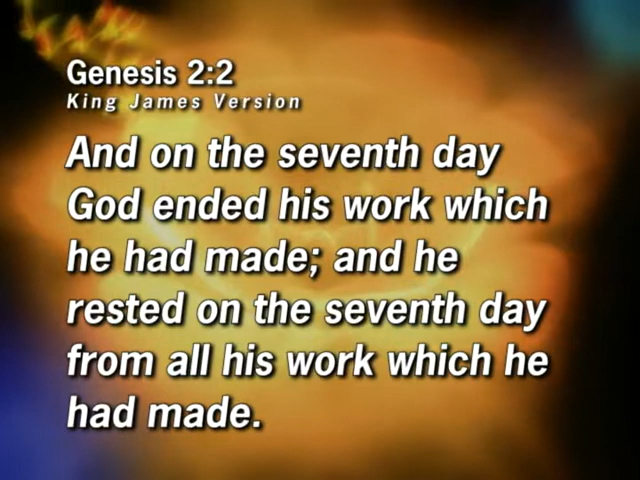 Genesis 2:2
King James Version
And on the seventh day
God ended his work which
he had made; and he
rested on the seventh day
from all his work which he
had made.